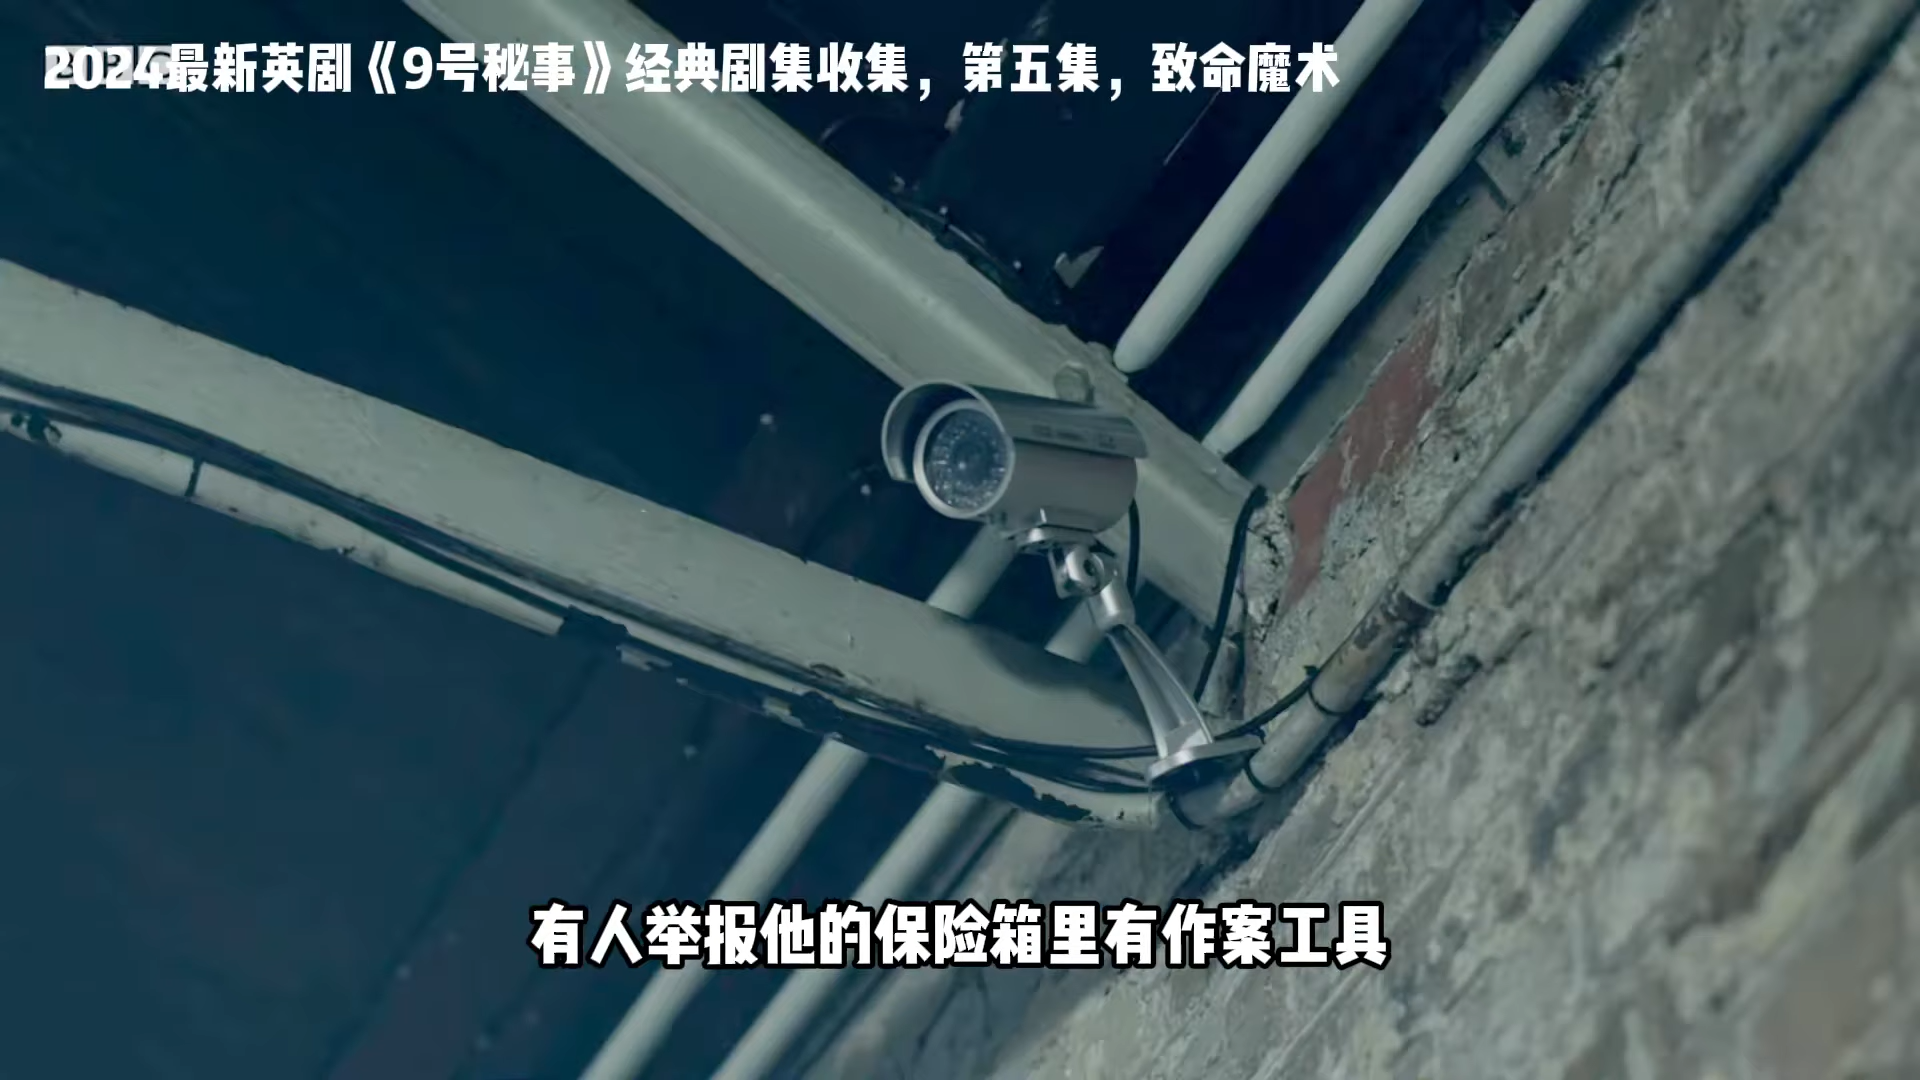 2024最新英剧《9号秘事》经典剧集收集，第五集，致命魔术
有人举报他的保险箱里有作案工具